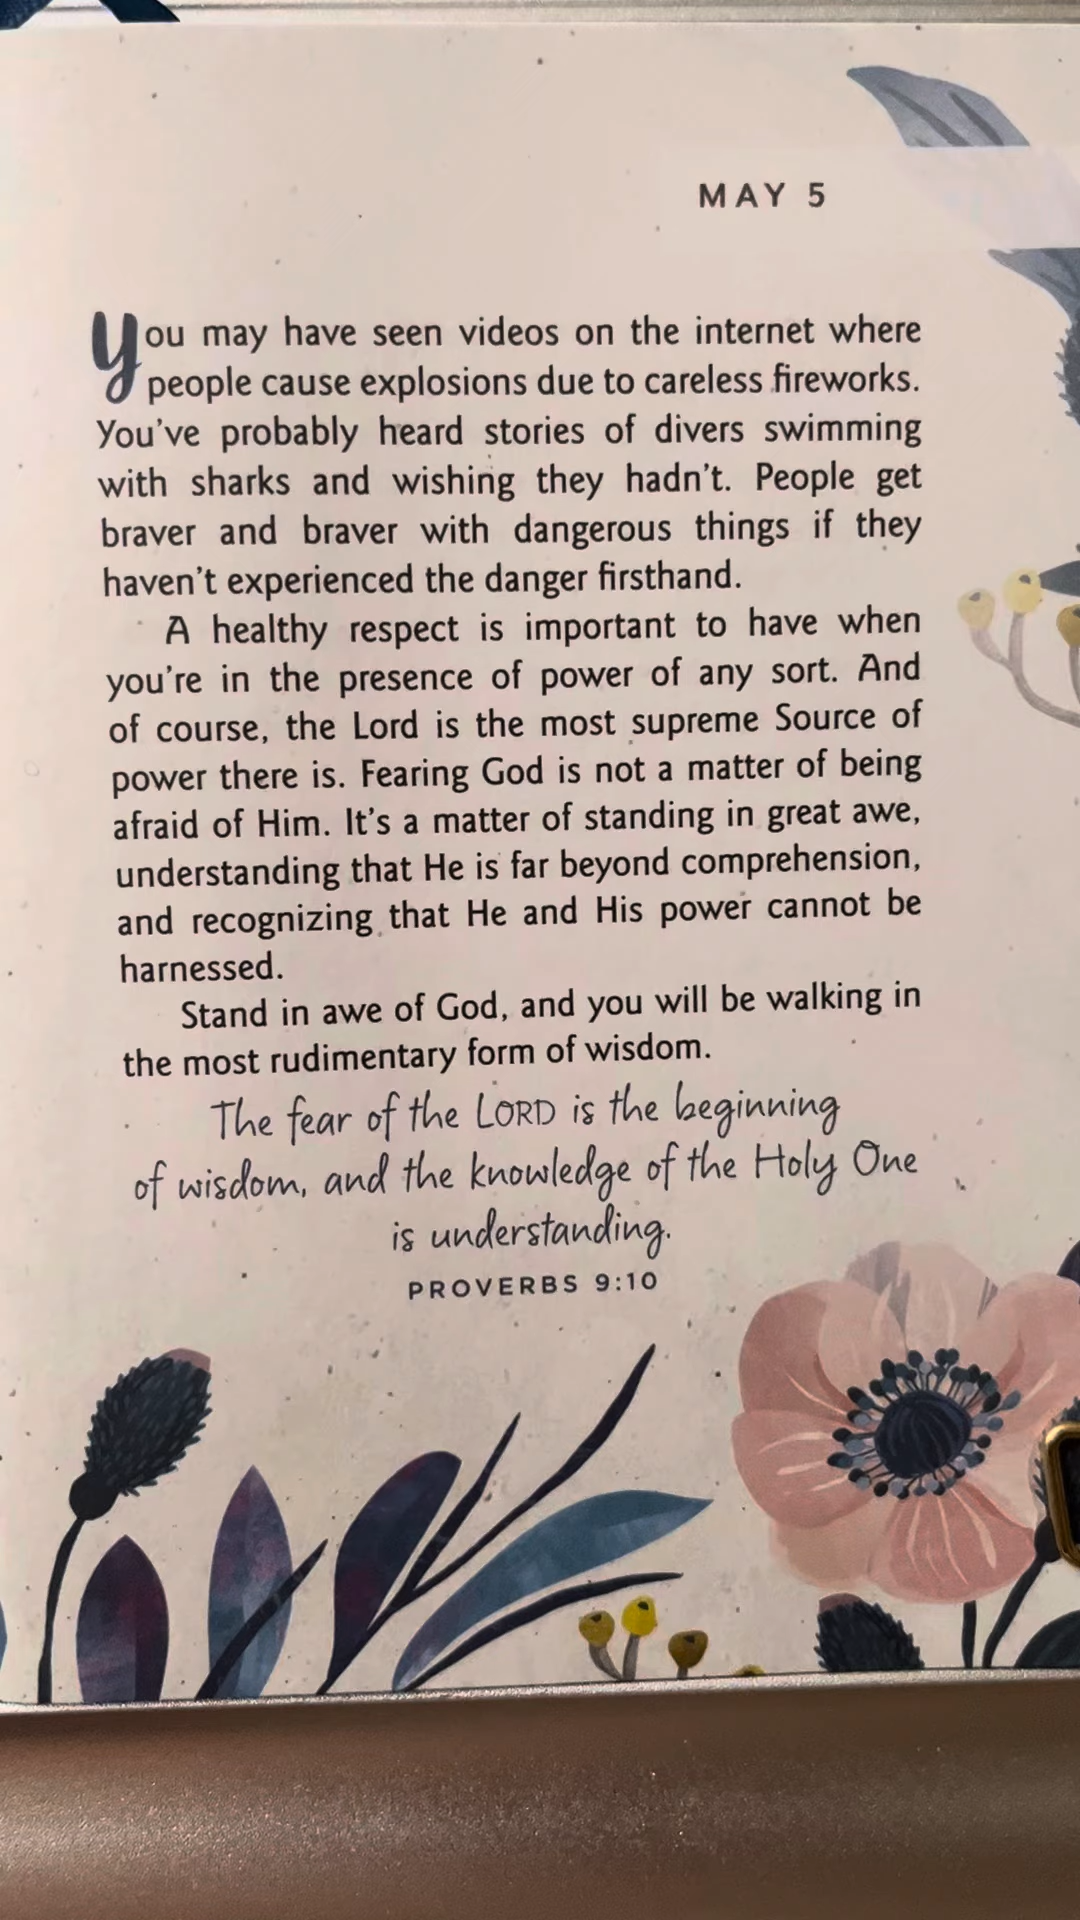 MAY 5
You may have seen videos on the internet where
people cause explosions due to careless fireworks.
You've probably heard stories of divers swimming
with sharks and wishing they hadn't. People get
braver and braver with dangerous things if they
haven't experienced the danger firsthand.
A healthy respect is important to have when
you're in the presence of power of any sort. And
of course, the Lord is the most supreme Source of
power there is. Fearing God is not a matter of being
afraid of Him. It's a matter of standing in great awe,
understanding that He is far beyond comprehension,
and recognizing that He and His power cannot be
harnessed.
Stand in awe of God, and you will be walking in
the most rudimentary form of wisdom.
The fear of the LORD is the beginning
of wisdom, and the knowledge of the Holy One
is understanding.
PROVERBS 9:10